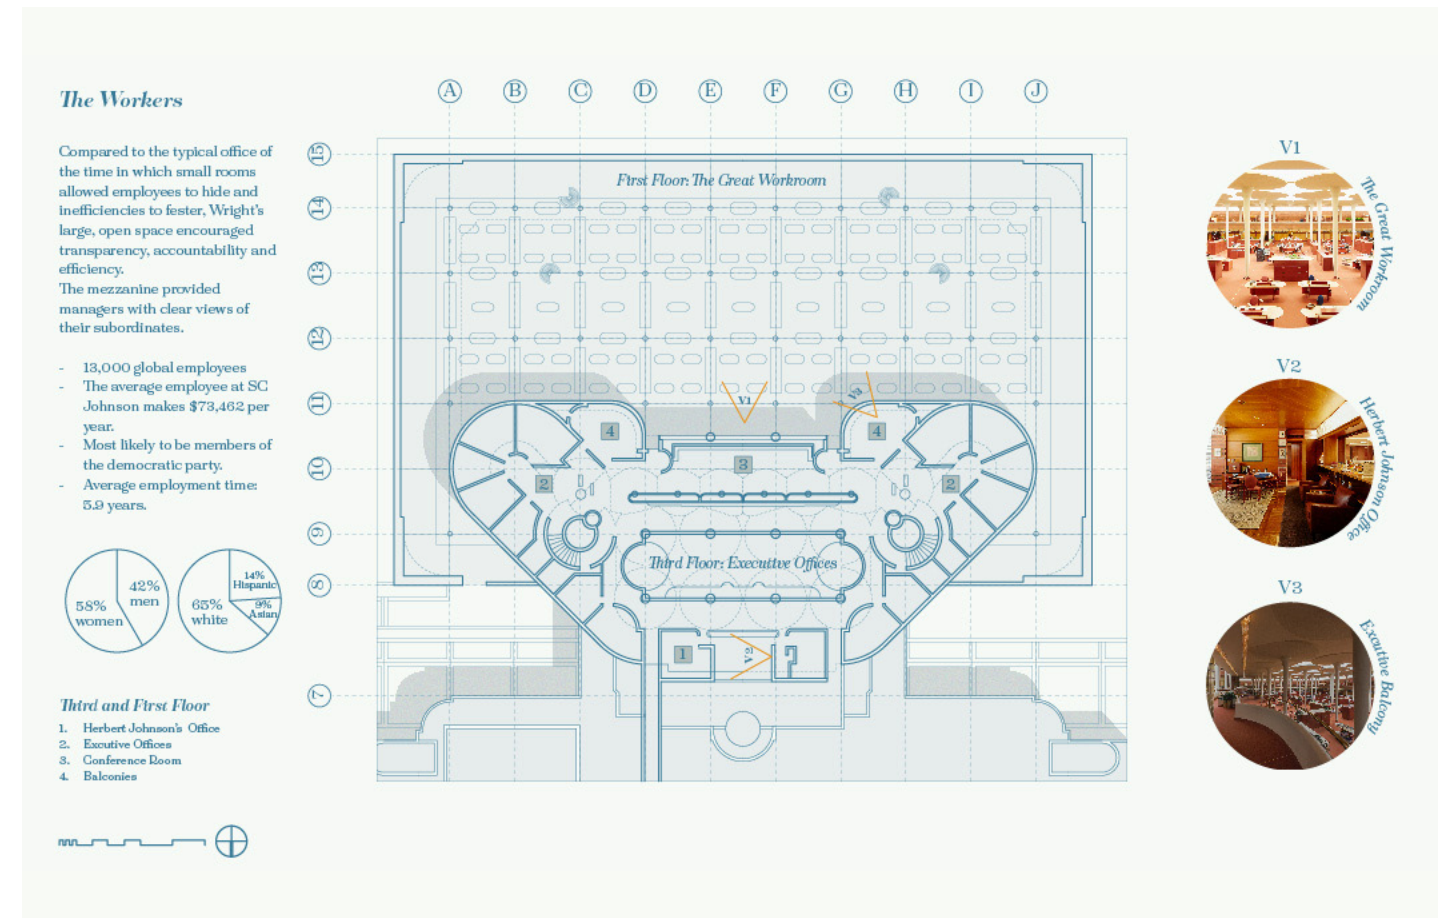 The Workers
Compared to the typical office of
the time in which small rooms
allowed employees to hide and
inefficiencies to fester, Wright's
large, open space encouraged
transparency, accountability and
efficiency.
The mezzanine provided
managers with clear views of
their subordinates.
- 13,000 global employees
- The average employee at SC
Johnson makes $73,462 per
year.
- Most likely to be members of
the democratic party.
- Average employment time:
5.9 years.
58%
women
42%
men
65%
white
14%
Hispanic
9%
Asian
Third and First Floor
1. Herbert Johnson's Office
2. Excutive Offices
3. Conference Room
4. Balconies
A B C D E F G H I J
15
14
13
12
11
10
9
8
7
First Floor: The Great Workroom
V1
V3
4
4
3
2
2
Third Floor: Executive Offices
1
V2
V1
The Great Workroom
V2
Herbert Johnson Office
V3
Excutive Balcony